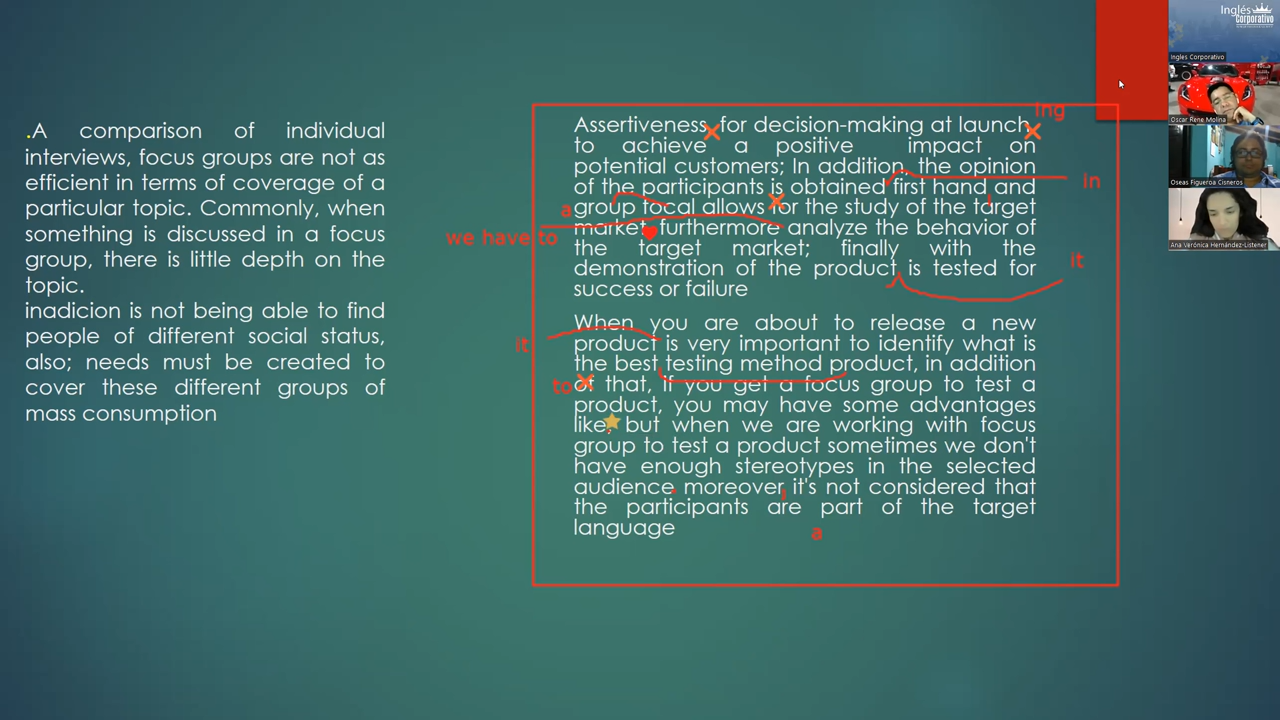 .A comparison of individual
interviews, focus groups are not as
efficient in terms of coverage of a
particular topic. Commonly, when
something is discussed in a focus
group, there is little depth on the
topic.
inadicion is not being able to find
people of different social status,
also; needs must be created to
cover these different groups of
mass consumption
ing
Assertiveness for decision-making at launch
to achieve a positive impact on
potential customers; In addition the opinion
of the participants is obtained first hand and
in
group focal allows for the study of the target
a
market furthermore analyze the behavior of
we have to
the target market; finally with the
demonstration of the product is tested for
it
success or failure
When you are about to release a new
product is very important to identify what is
it
the best testing method product, in addition
of that, if you get a focus group to test a
to
product, you may have some advantages
like, but when we are working with focus
group to test a product sometimes we don't
have enough stereotypes in the selected
audience. moreover, it's not considered that
the participants are part of the target
language
a
Inglés
Corporativo
Ingles Corporativo
Oscar Rene Molina
Oseas Figueroa Cisneros
Ana Verónica Hernández-Listener